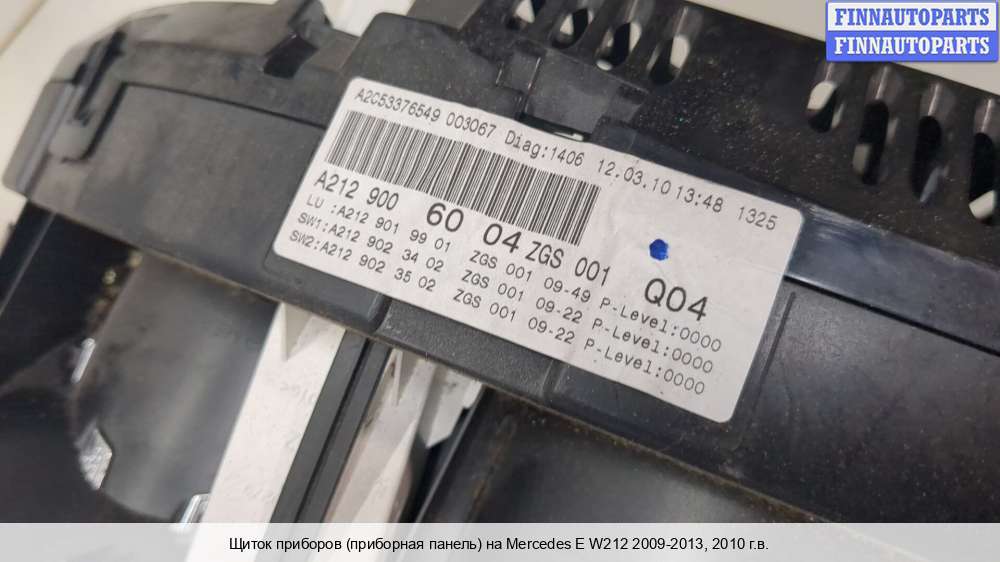 FINNAUTOPARTS
FINNAUTOPARTS
A2C53376549 003067 Diag:1406 12.03.10 13:48 1325
A212 900 60 04 ZGS 001 Q04
LU :A212 901 99 01 ZGS 001 09-49 P-Level:0000
SW1:A212 902 34 02 ZGS 001 09-22 P-Level:0000
SW2:A212 902 35 02 ZGS 001 09-22 P-Level:0000
Щиток приборов (приборная панель) на Mercedes E W212 2009-2013, 2010 г.в.